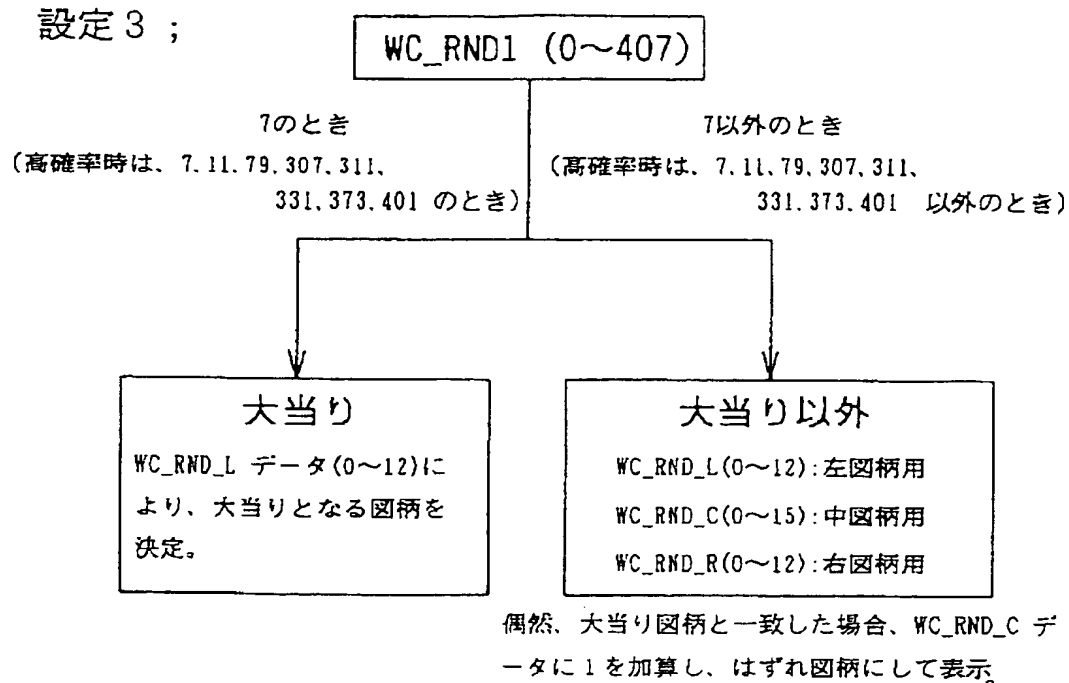 設定3；
WC_RND1 (0〜407)
7のとき
(高確率時は、7.11.79.307.311、
331.373.401 のとき)
7以外のとき
(高確率時は、7.11.79.307.311、
331.373.401 以外のとき)
大当り
WC_RND_L データ(0〜12)に
より、大当りとなる図柄を
決定。
大当り以外
WC_RND_L(0〜12):左図柄用
WC_RND_C(0〜15):中図柄用
WC_RND_R(0〜12):右図柄用
偶然、大当り図柄と一致した場合、WC_RND_C デ
ータに1を加算し、はずれ図柄にして表示。